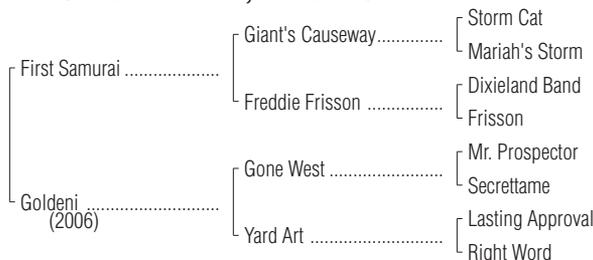 Storm Cat
Giant's Causeway..............
Mariah's Storm
First Samurai ....................
Dixieland Band
Freddie Frisson ................
Frisson
Mr. Prospector
Gone West ........................
Secrettame
Goldeni ............................
(2006)
Lasting Approval
Yard Art ............................
Right Word